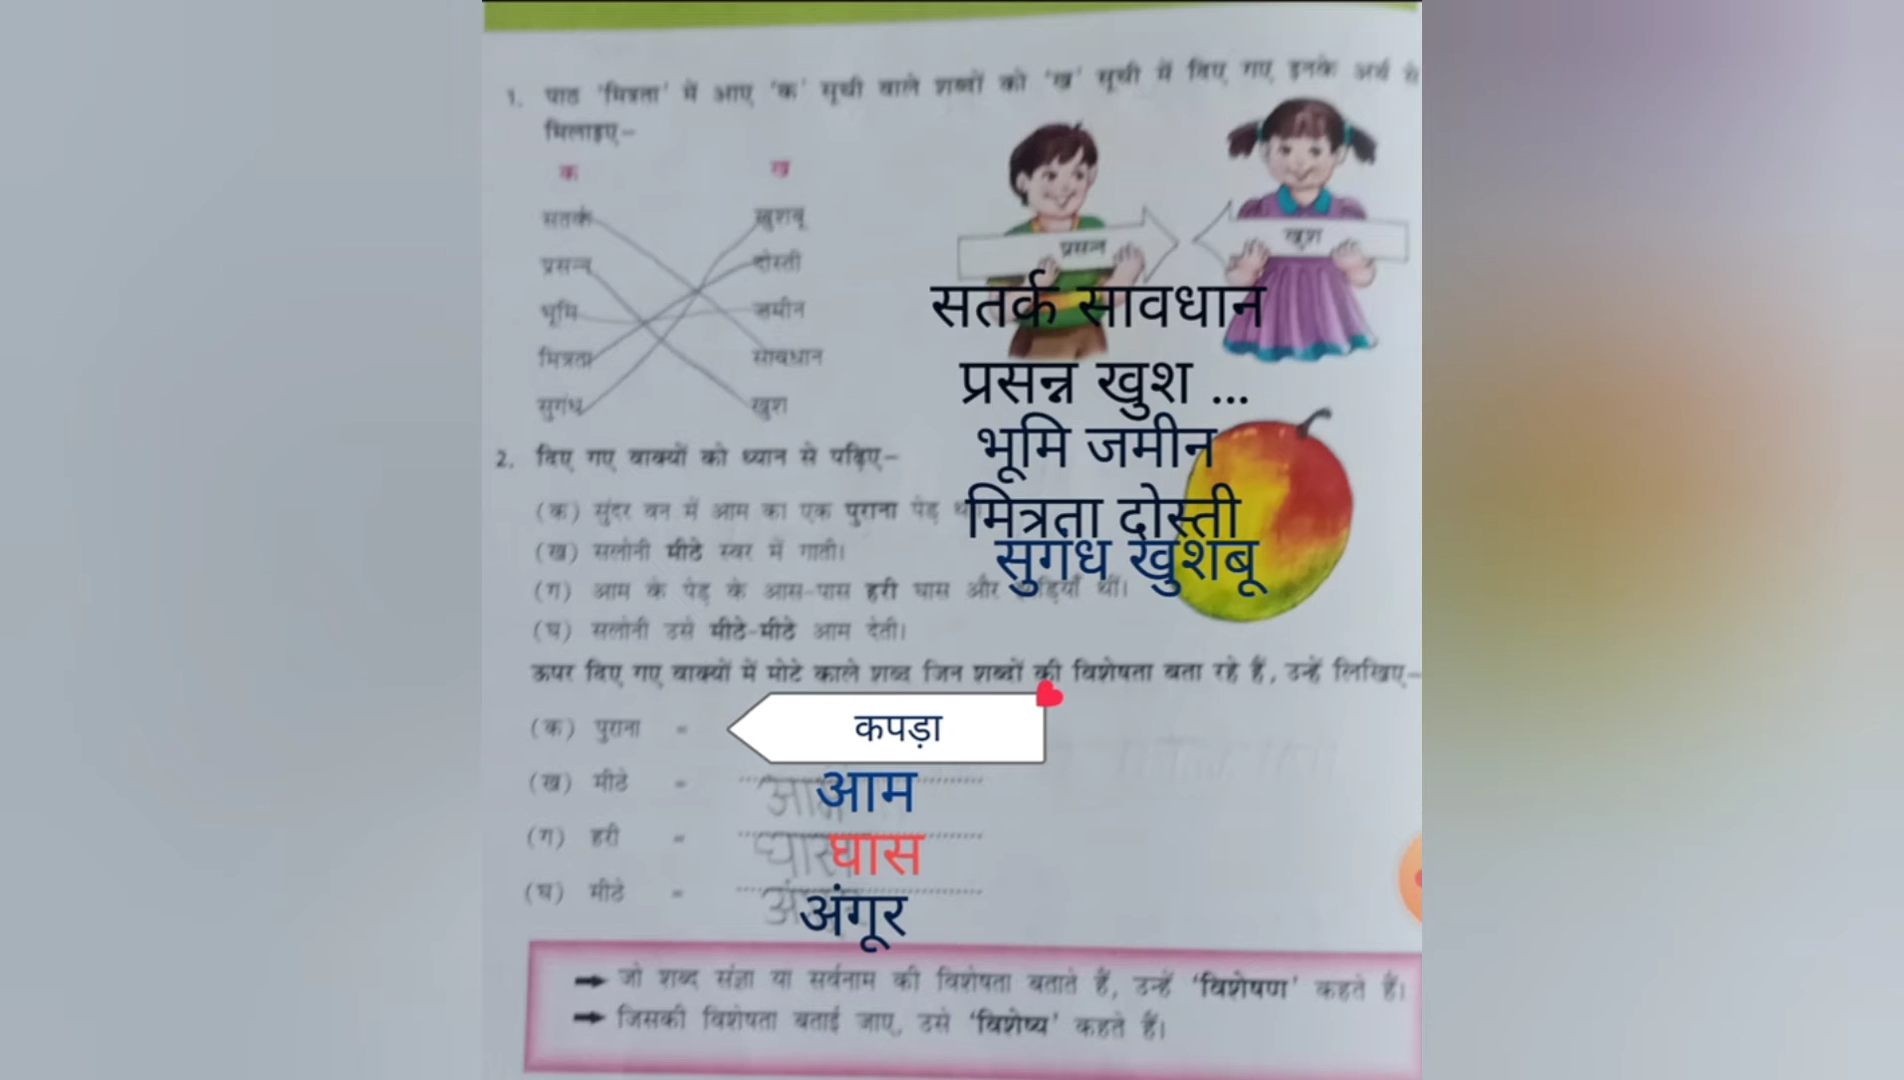 1. पाठ 'मित्रता' में आए 'क' सूची वाले शब्दों को 'ख' सूची में दिए गए इनके अर्थ से
मिलाइए–
क ख
सतर्क खुशबू
प्रसन्न दोस्ती
भूमि जमीन
मित्रता सावधान
सुगंध खुश
प्रसन्न
खुश
सतर्क सावधान
प्रसन्न खुश ...
भूमि जमीन
मित्रता दोस्ती
सुगंध खुशबू
2. दिए गए वाक्यों को ध्यान से पढ़िए–
(क) सुंदर वन में आम का एक पुराना पेड़
(ख) सलोनी मीठे स्वर में गाती।
(ग) आम के पेड़ के आस-पास हरी घास और थीं।
(घ) सलोनी उसे मीठे-मीठे आम देती।
ऊपर दिए गए वाक्यों में मोटे काले शब्द जिन शब्दों की विशेषता बता रहे हैं, उन्हें लिखिए–
(क) पुराना = कपड़ा
(ख) मीठे = आम
(ग) हरी = घास
(घ) मीठे = अंगूर
➡ जो शब्द संज्ञा या सर्वनाम की विशेषता बताते हैं, उन्हें 'विशेषण' कहते हैं।
➡ जिसकी विशेषता बताई जाए, उसे 'विशेष्य' कहते हैं।